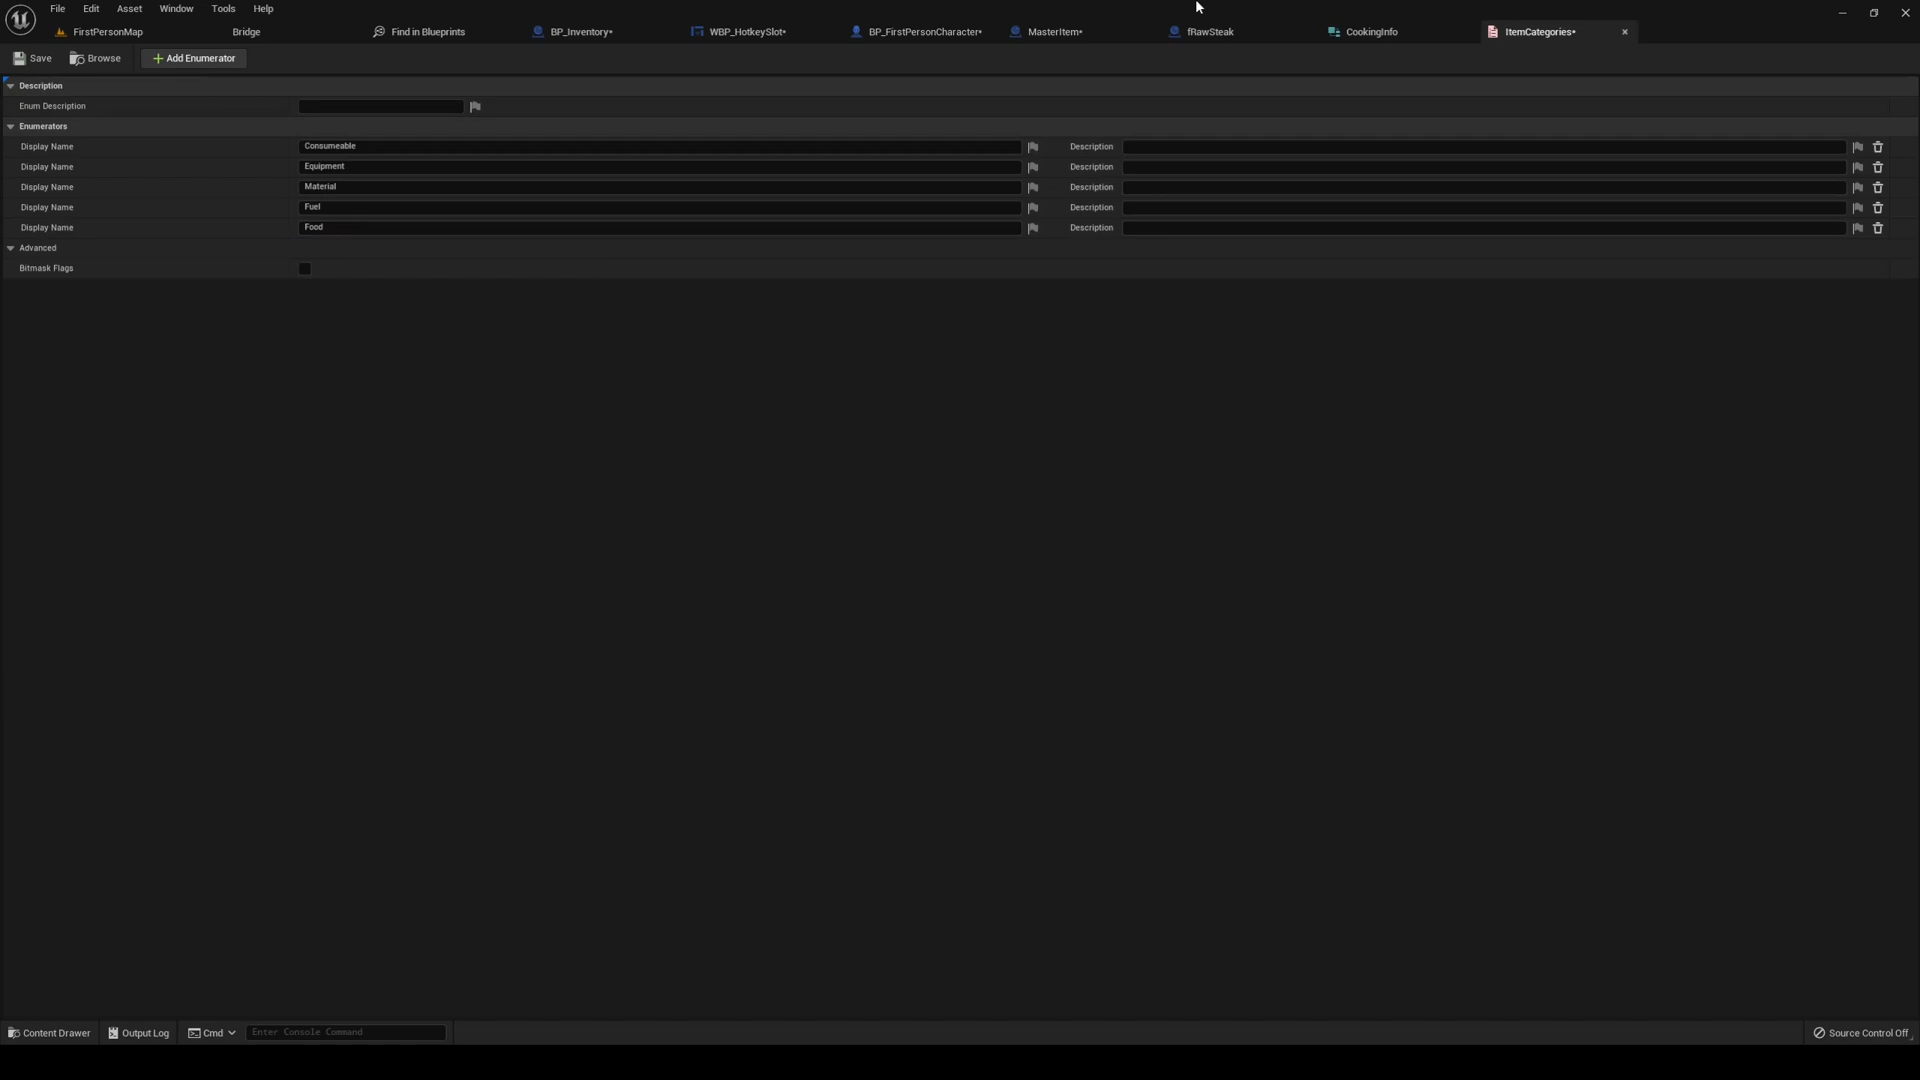 File Edit Asset Window Tools Help
FirstPersonMap Bridge Find in Blueprints BP_Inventory* WBP_HotkeySlot* BP_FirstPersonCharacter* MasterItem* fRawSteak CookingInfo ItemCategories*
Save Browse Add Enumerator
Description
Enum Description
Enumerators
Display Name Consumeable Description
Display Name Equipment Description
Display Name Material Description
Display Name Fuel Description
Display Name Food Description
Advanced
Bitmask Flags
Content Drawer Output Log Cmd Enter Console Command Source Control Off